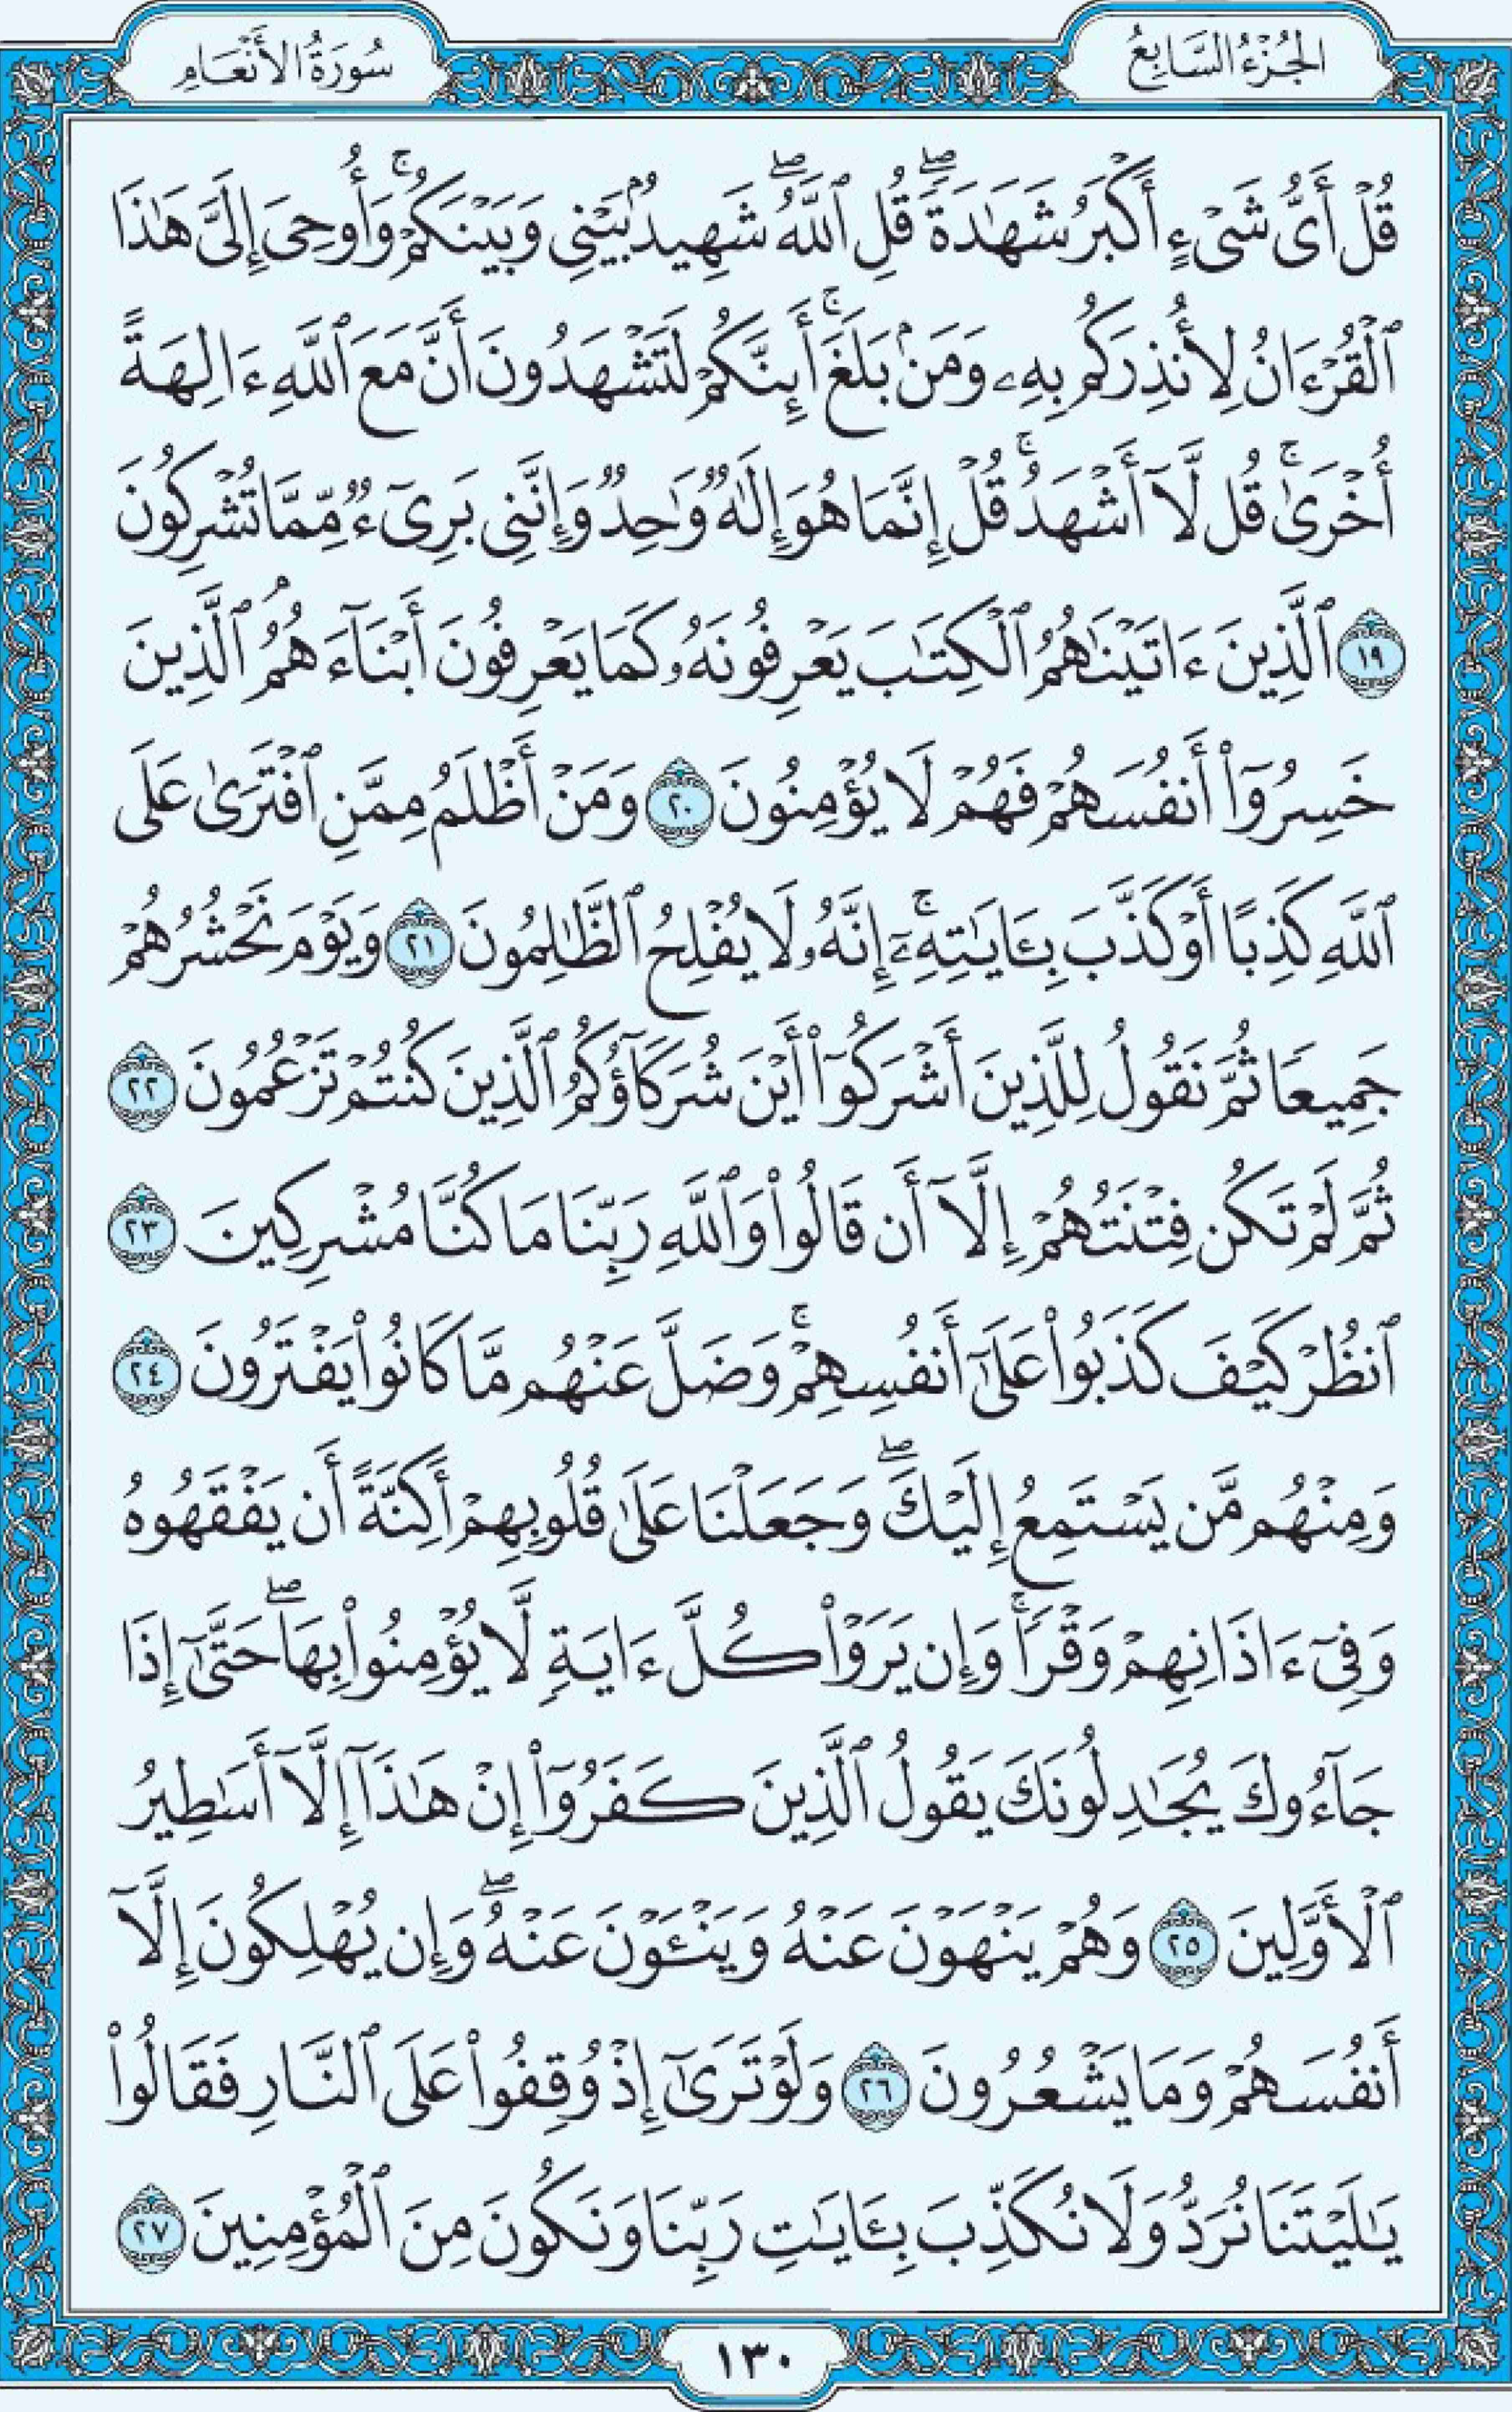 الجُزْءُ السَّابِعُ
سُورَةُ الأَنْعَامِ
قُلْ أَىُّ شَىْءٍ أَكْبَرُ شَهَٰدَةًۖ قُلِ ٱللَّهُۖ شَهِيدُۢ بَيْنِى وَبَيْنَكُمْۚ وَأُوحِىَ إِلَىَّ هَٰذَا
ٱلْقُرْءَانُ لِأُنذِرَكُم بِهِۦ وَمَنۢ بَلَغَۚ أَئِنَّكُمْ لَتَشْهَدُونَ أَنَّ مَعَ ٱللَّهِ ءَالِهَةً
أُخْرَىٰۚ قُل لَّآ أَشْهَدُۚ قُلْ إِنَّمَا هُوَ إِلَٰهٌ وَٰحِدٌ وَإِنَّنِى بَرِىٓءٌ مِّمَّا تُشْرِكُونَ
١٩ ٱلَّذِينَ ءَاتَيْنَٰهُمُ ٱلْكِتَٰبَ يَعْرِفُونَهُۥ كَمَا يَعْرِفُونَ أَبْنَآءَهُمُۘ ٱلَّذِينَ
خَسِرُوٓا۟ أَنفُسَهُمْ فَهُمْ لَا يُؤْمِنُونَ ٢٠ وَمَنْ أَظْلَمُ مِمَّنِ ٱفْتَرَىٰ عَلَى
ٱللَّهِ كَذِبًا أَوْ كَذَّبَ بِـَٔايَٰتِهِۦٓۚ إِنَّهُۥ لَا يُفْلِحُ ٱلظَّٰلِمُونَ ٢١ وَيَوْمَ نَحْشُرُهُمْ
جَمِيعًا ثُمَّ نَقُولُ لِلَّذِينَ أَشْرَكُوٓا۟ أَيْنَ شُرَكَآؤُكُمُ ٱلَّذِينَ كُنتُمْ تَزْعُمُونَ ٢٢
ثُمَّ لَمْ تَكُن فِتْنَتُهُمْ إِلَّآ أَن قَالُوا۟ وَٱللَّهِ رَبِّنَا مَا كُنَّا مُشْرِكِينَ ٢٣
ٱنظُرْ كَيْفَ كَذَبُوا۟ عَلَىٰٓ أَنفُسِهِمْۚ وَضَلَّ عَنْهُم مَّا كَانُوا۟ يَفْتَرُونَ ٢٤
وَمِنْهُم مَّن يَسْتَمِعُ إِلَيْكَۖ وَجَعَلْنَا عَلَىٰ قُلُوبِهِمْ أَكِنَّةً أَن يَفْقَهُوهُ
وَفِىٓ ءَاذَانِهِمْ وَقْرًاۚ وَإِن يَرَوْا۟ كُلَّ ءَايَةٍ لَّا يُؤْمِنُوا۟ بِهَاۖ حَتَّىٰٓ إِذَا
جَآءُوكَ يُجَٰدِلُونَكَ يَقُولُ ٱلَّذِينَ كَفَرُوٓا۟ إِنْ هَٰذَآ إِلَّآ أَسَٰطِيرُ
ٱلْأَوَّلِينَ ٢٥ وَهُمْ يَنْهَوْنَ عَنْهُ وَيَنْـَٔوْنَ عَنْهُۖ وَإِن يُهْلِكُونَ إِلَّآ
أَنفُسَهُمْ وَمَا يَشْعُرُونَ ٢٦ وَلَوْ تَرَىٰٓ إِذْ وُقِفُوا۟ عَلَى ٱلنَّارِ فَقَالُوا۟
يَٰلَيْتَنَا نُرَدُّ وَلَا نُكَذِّبَ بِـَٔايَٰتِ رَبِّنَا وَنَكُونَ مِنَ ٱلْمُؤْمِنِينَ ٢٧
١٣٠